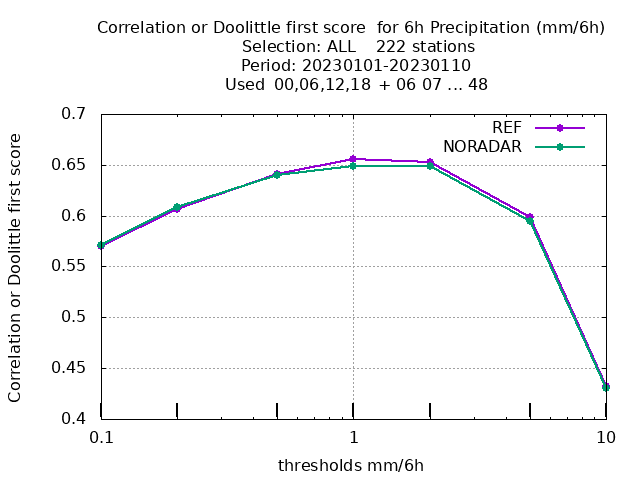 Correlation or Doolittle first score  for 6h Precipitation (mm/6h)
Selection: ALL    222 stations
Period: 20230101-20230110
Used  00,06,12,18  + 06 07 ... 48
REF
NORADAR
0.7
0.65
0.6
0.55
0.5
0.45
0.4
Correlation or Doolittle first score
0.1
1
10
thresholds mm/6h